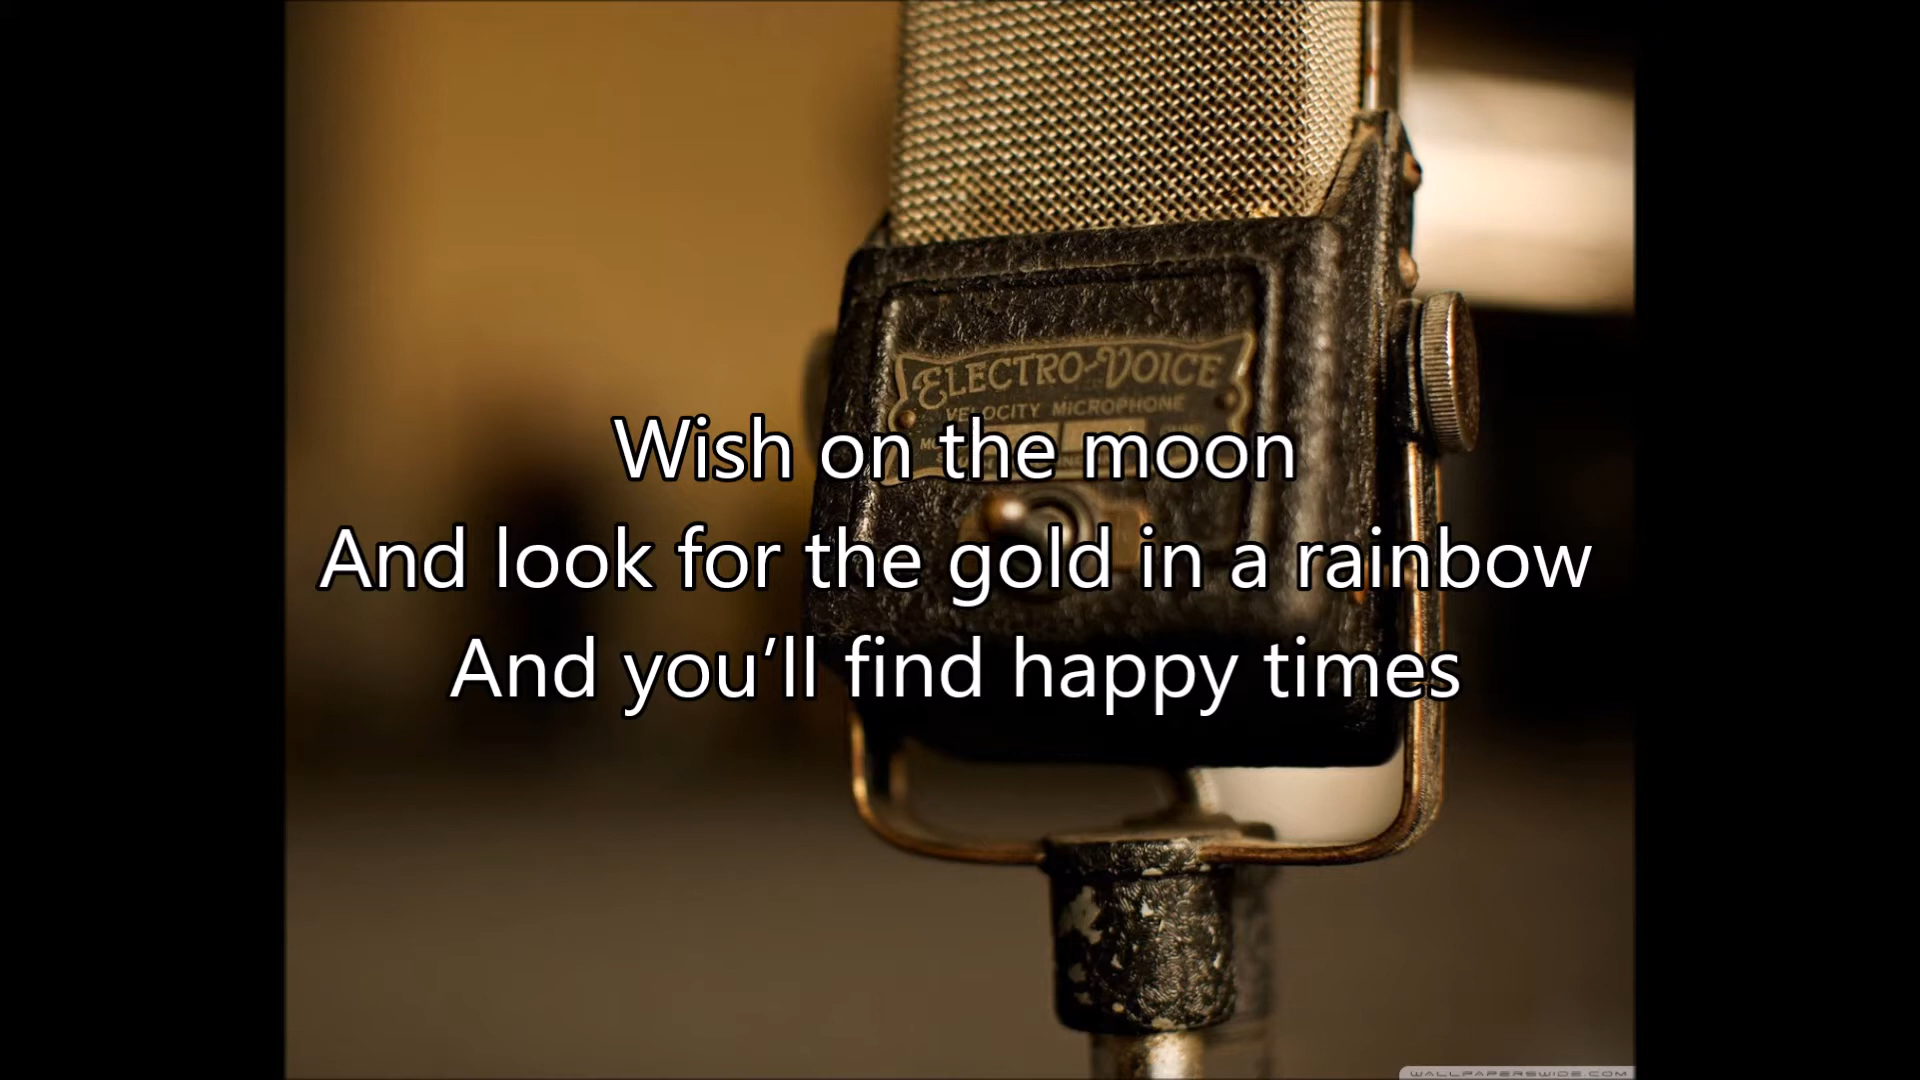 ELECTRO-VOICE
VELOCITY MICROPHONE
Wish on the moon
And look for the gold in a rainbow
And you’ll find happy times
WALLPAPERSWIDE.COM